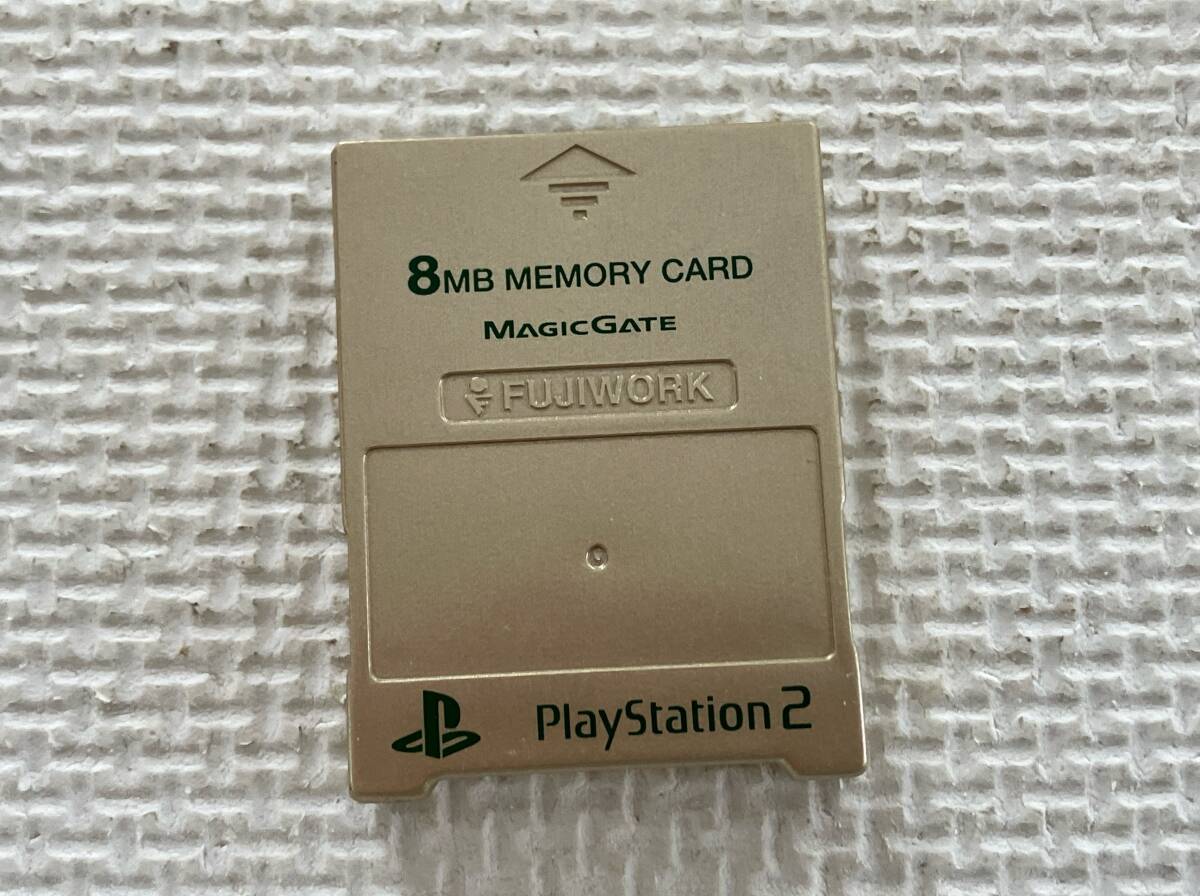 8MB MEMORY CARD
MAGICGATE
FUJIWORK
PlayStation 2